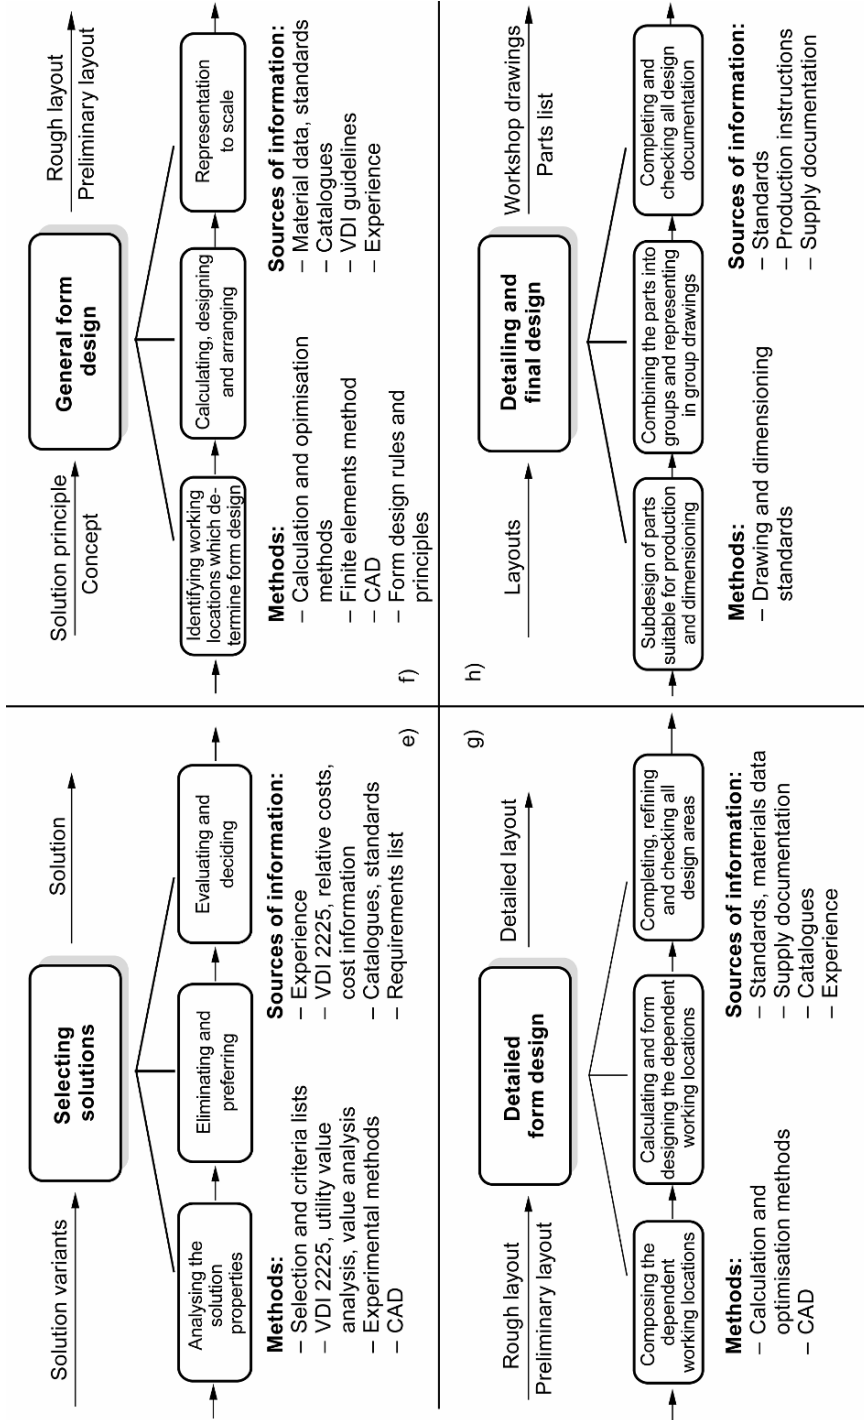 Solution variants
Selecting
solutions
Solution
Analysing the
solution
properties
Eliminating and
preferring
Evaluating and
deciding
Methods:
– Selection and criteria lists
– VDI 2225, utility value
analysis, value analysis
– Experimental methods
– CAD
Sources of information:
– Experience
– VDI 2225, relative costs,
cost information
– Catalogues, standards
– Requirements list
e)
Solution principle
Concept
General form
design
Rough layout
Preliminary layout
Identifying working
locations which de-
termine form design
Calculating, designing
and arranging
Representation
to scale
Methods:
– Calculation and opimisation
methods
– Finite elements method
– CAD
– Form design rules and
principles
Sources of information:
– Material data, standards
– Catalogues
– VDI guidelines
– Experience
f)
g)
Rough layout
Preliminary layout
Detailed
form design
Detailed layout
Composing the
dependent
working locations
Calculating and form
designing the dependent
working locations
Completing, refining
and checking all
design areas
Methods:
– Calculation and
optimisation methods
– CAD
Sources of information:
– Standards, materials data
– Supply documentation
– Catalogues
– Experience
h)
Layouts
Detailing and
final design
Workshop drawings
Parts list
Subdesign of parts
suitable for production
and dimensioning
Combining the parts into
groups and representing
in group drawings
Completing and
checking all design
documentation
Methods:
– Drawing and dimensioning
standards
Sources of information:
– Standards
– Production instructions
– Supply documentation